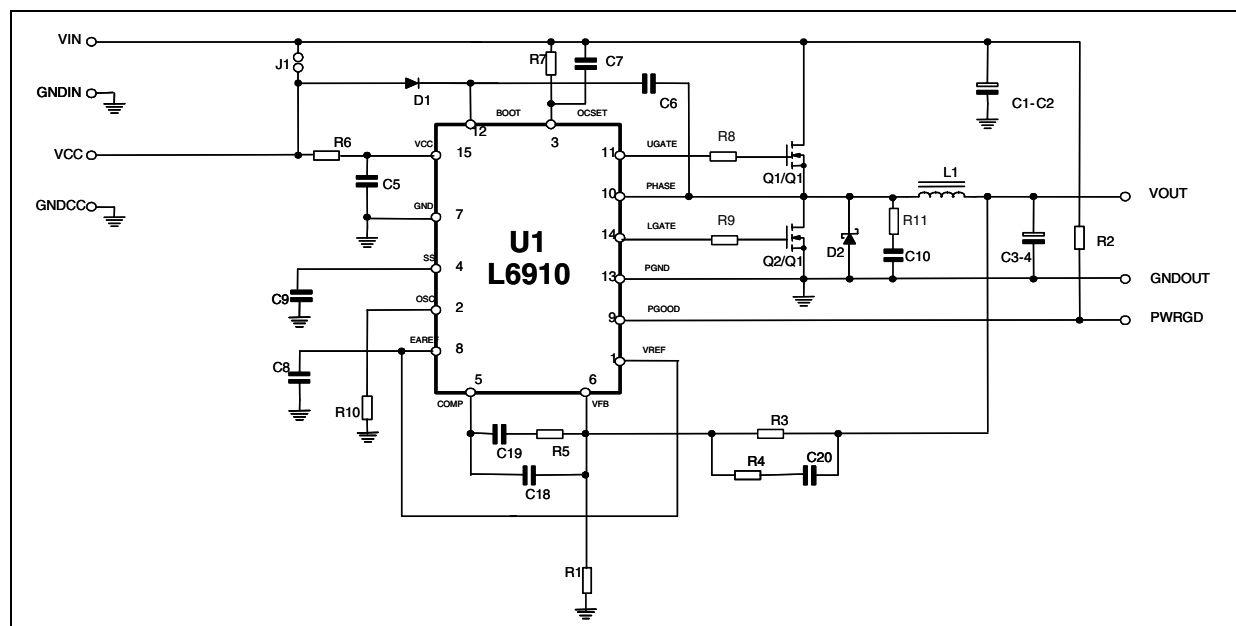 VIN
J1
R7
C7
GNDIN
D1
C6
C1-C2
BOOT
OCSET
12
3
VCC
R6
VCC
15
UGATE
11
R8
Q1/Q1
C5
L1
PHASE
10
VOUT
GNDCC
GND
7
LGATE
14
R9
R11
R2
U1
L6910
Q2/Q1
D2
C10
C3-4
SS
4
PGND
13
GNDOUT
C9
OSC
2
PGOOD
9
PWRGD
EAREF
8
VREF
1
C8
5
6
R10
COMP
VFB
R3
C19
R5
R4
C20
C18
R1